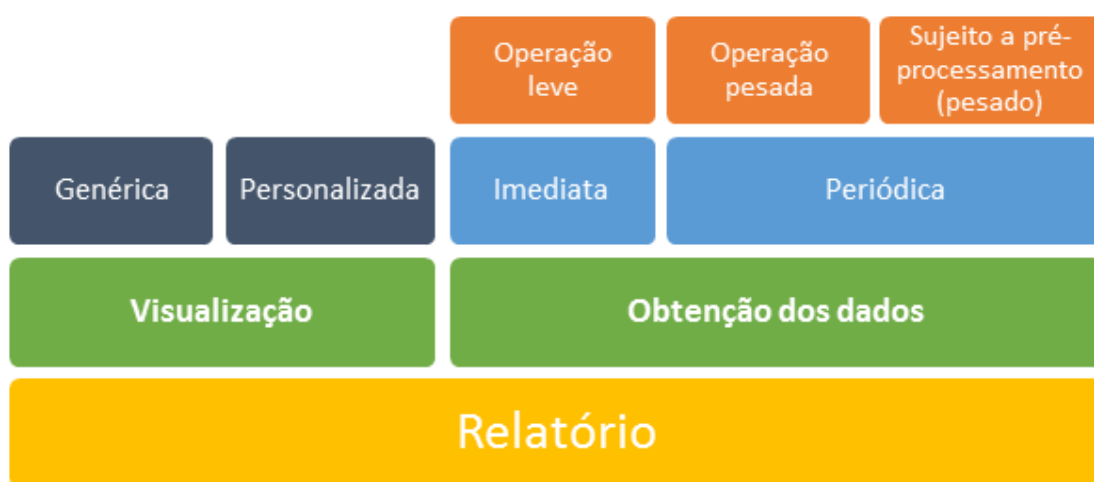 Operação
leve
Operação
pesada
Sujeito a pré-
processamento
(pesado)
Genérica
Personalizada
Imediata
Periódica
Visualização
Obtenção dos dados
Relatório